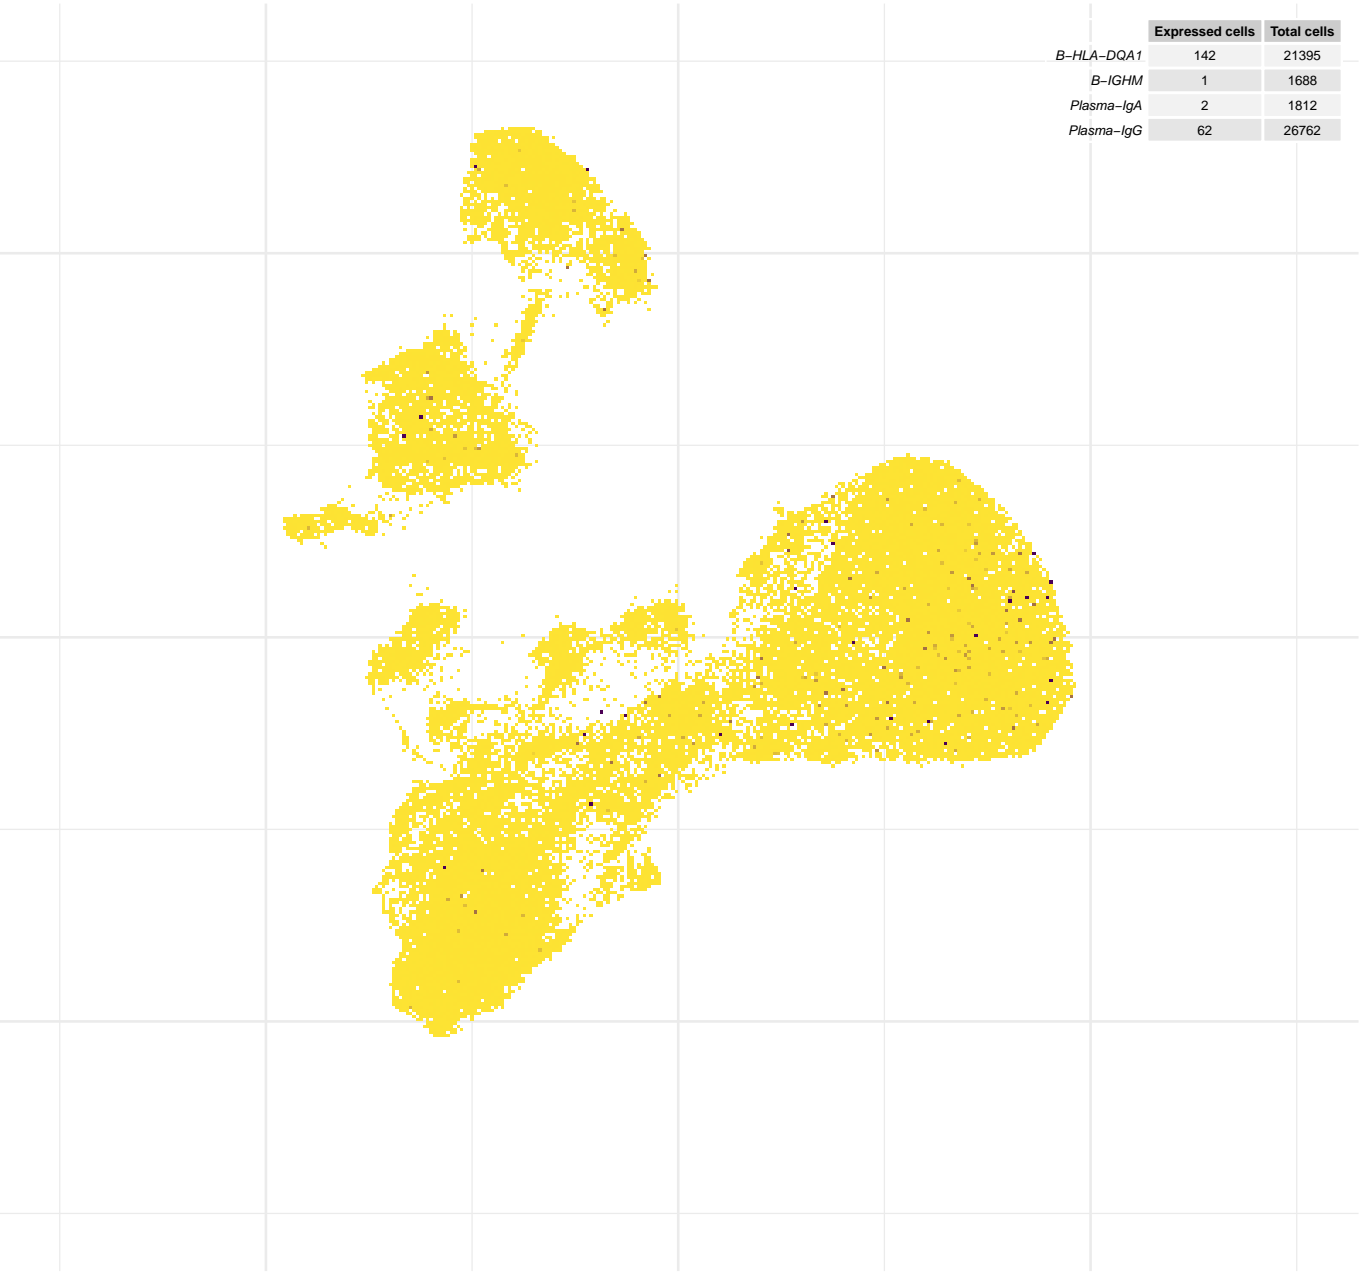 Expressed cells Total cells
B−HLA−DQA1 142 21395
B−IGHM 1 1688
Plasma−IgA 2 1812
Plasma−IgG 62 26762